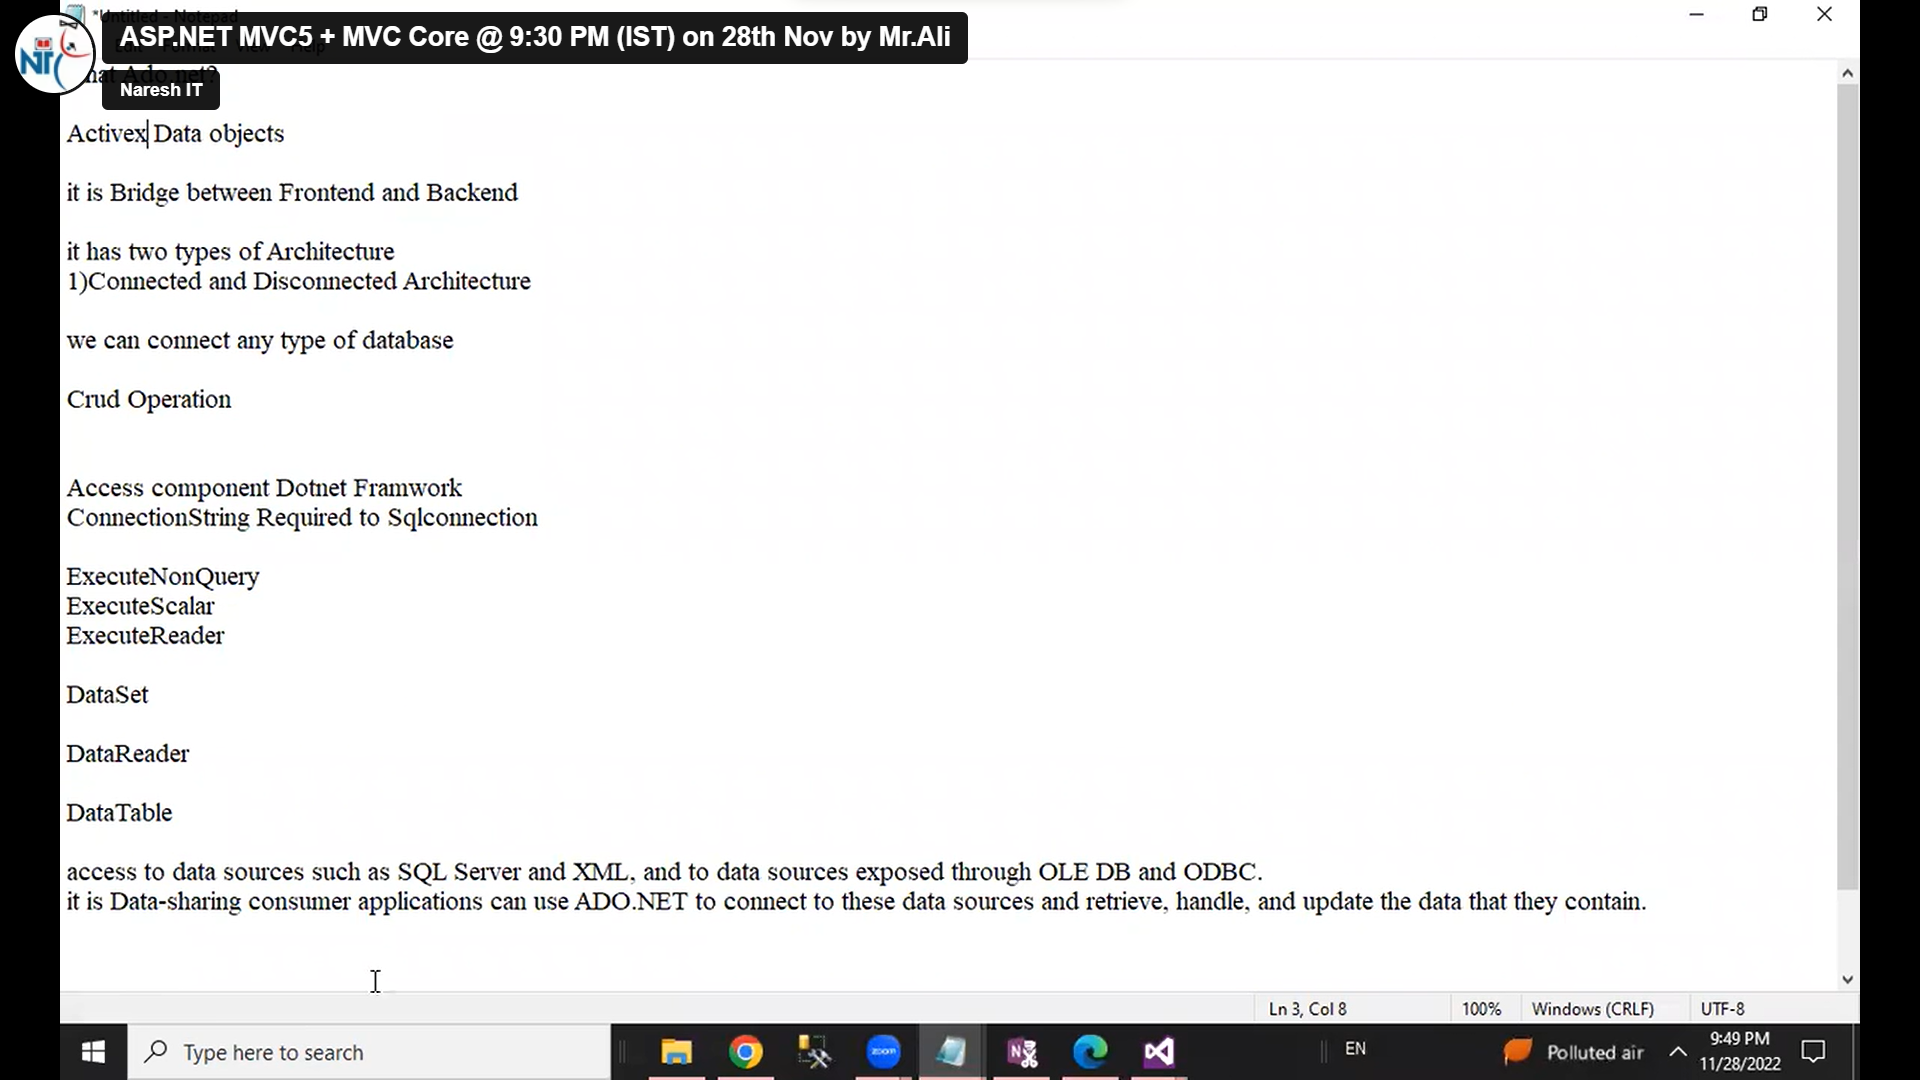 *Untitled - Notepad
ASP.NET MVC5 + MVC Core @ 9:30 PM (IST) on 28th Nov by Mr.Ali
Naresh IT
NT
hat Ado.net?
Activex Data objects
it is Bridge between Frontend and Backend
it has two types of Architecture
1)Connected and Disconnected Architecture
we can connect any type of database
Crud Operation
Access component Dotnet Framwork
ConnectionString Required to Sqlconnection
ExecuteNonQuery
ExecuteScalar
ExecuteReader
DataSet
DataReader
DataTable
access to data sources such as SQL Server and XML, and to data sources exposed through OLE DB and ODBC.
it is Data-sharing consumer applications can use ADO.NET to connect to these data sources and retrieve, handle, and update the data that they contain.
Ln 3, Col 8
100%
Windows (CRLF)
UTF-8
Type here to search
zoom
EN
Polluted air
9:49 PM
11/28/2022